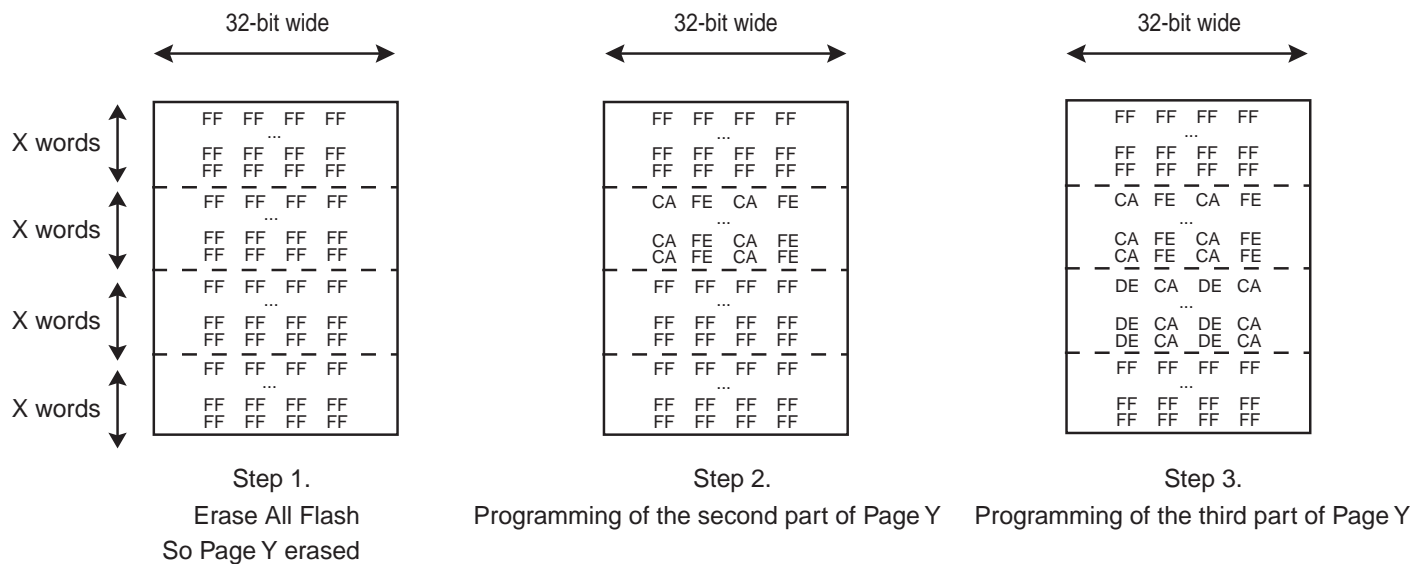 32-bit wide
32-bit wide
32-bit wide
X words
FF FF FF FF
...
FF FF FF FF
FF FF FF FF
X words
FF FF FF FF
...
FF FF FF FF
FF FF FF FF
X words
FF FF FF FF
...
FF FF FF FF
FF FF FF FF
X words
FF FF FF FF
...
FF FF FF FF
FF FF FF FF
FF FF FF FF
...
FF FF FF FF
FF FF FF FF
CA FE CA FE
...
CA FE CA FE
CA FE CA FE
FF FF FF FF
...
FF FF FF FF
FF FF FF FF
FF FF FF FF
...
FF FF FF FF
FF FF FF FF
FF FF FF FF
...
FF FF FF FF
FF FF FF FF
CA FE CA FE
...
CA FE CA FE
CA FE CA FE
DE CA DE CA
...
DE CA DE CA
DE CA DE CA
FF FF FF FF
...
FF FF FF FF
FF FF FF FF
Step 1.
Erase All Flash
So Page Y erased
Step 2.
Programming of the second part of Page Y
Step 3.
Programming of the third part of Page Y